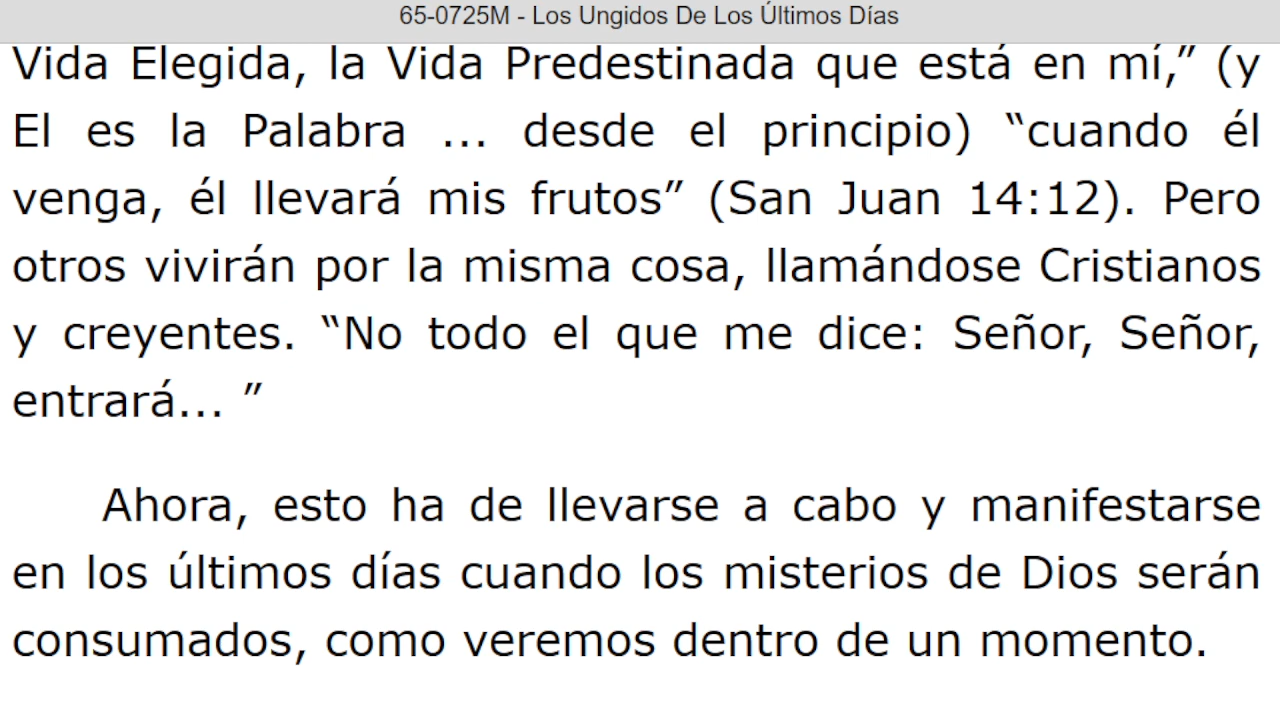 65-0725M - Los Ungidos De Los Últimos Días
Vida Elegida, la Vida Predestinada que está en mí,” (y
El es la Palabra ... desde el principio) “cuando él
venga, él llevará mis frutos” (San Juan 14:12). Pero
otros vivirán por la misma cosa, llamándose Cristianos
y creyentes. “No todo el que me dice: Señor, Señor,
entrará... ”
Ahora, esto ha de llevarse a cabo y manifestarse
en los últimos días cuando los misterios de Dios serán
consumados, como veremos dentro de un momento.